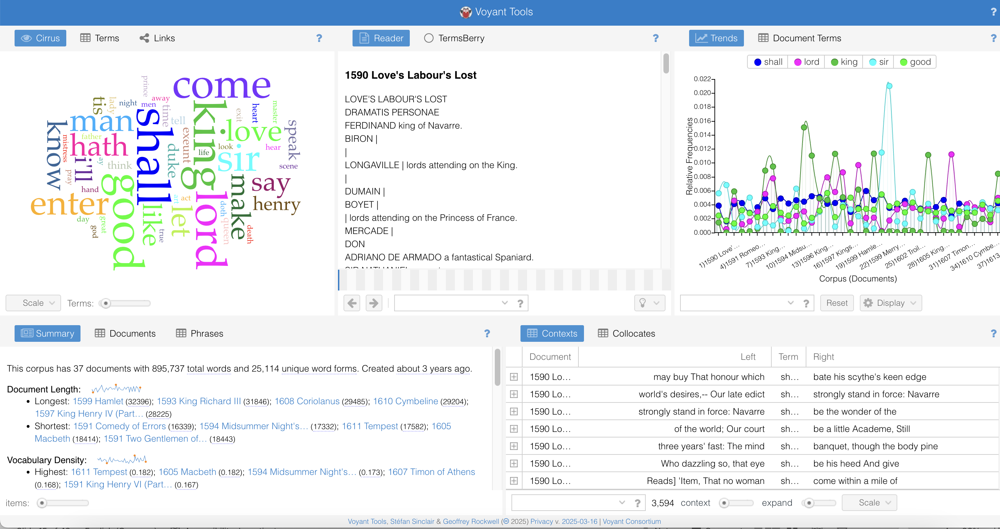 Voyant Tools
?
Cirrus
Terms
Links
?
Reader
TermsBerry
?
Trends
Document Terms
?
prince
come
tis
lady
night
men
away
time
tell
king
exit
heart
master
know
man
shall
love
speak
father
mistress
hath
exeunt
look
hear
life
duke
sir
i'll
ay
think
scene
pray
good
make
say
hand
lord
enter
art
act
doth
henry
like
let
queen
day
god
great
true
death
1590 Love's Labour's Lost
LOVE'S LABOUR'S LOST
DRAMATIS PERSONAE
FERDINAND king of Navarre.
BIRON |
|
LONGAVILLE | lords attending on the King.
|
DUMAIN |
BOYET |
| lords attending on the Princess of France.
MERCADE |
DON
ADRIANO DE ARMADO a fantastical Spaniard.
shall lord king sir good
Relative Frequencies
0.022
0.020
0.018
0.016
0.014
0.012
0.010
0.008
0.006
0.004
0.002
0.000
1)1590 Love'...
4)1591 Romeo...
7)1593 King...
10)1594 Midsu...
13)1596 King...
16)1597 Kings...
19)1599 Hamle...
22)1599 Merry...
25)1602 Troil...
28)1605 King...
31)1607 Timon...
34)1610 Cymbe...
37)1613
Corpus (Documents)
Scale
Terms:
?
?
Reset
Display
Summary
Documents
Phrases
?
Contexts
Collocates
?
This corpus has 37 documents with 895,737 total words and 25,114 unique word forms. Created about 3 years ago.
Document Length:
• Longest: 1599 Hamlet (32396); 1593 King Richard III (31846); 1608 Coriolanus (29485); 1610 Cymbeline (29204);
1597 King Henry IV (Part... (28225)
• Shortest: 1591 Comedy of Errors (16339); 1594 Midsummer Night's... (17332); 1611 Tempest (17582); 1605
Macbeth (18414); 1591 Two Gentlemen of... (18443)
Vocabulary Density:
• Highest: 1611 Tempest (0.182); 1605 Macbeth (0.182); 1594 Midsummer Night's... (0.173); 1607 Timon of Athens
(0.168); 1591 King Henry VI (Part... (0.167)
items:
Document Left Term Right
1590 Lo... may buy That honour which sh... bate his scythe's keen edge
1590 Lo... world's desires,-- Our late edict sh... strongly stand in force: Navarre
1590 Lo... strongly stand in force: Navarre sh... be the wonder of the
1590 Lo... of the world; Our court sh... be a little Academe, Still
1590 Lo... three years' fast: The mind sh... banquet, though the body pine
1590 Lo... Who dazzling so, that eye sh... be his heed And give
1590 Lo... Reads] 'Item, That no woman sh... come within a mile of
? 3,594 context expand Scale
Voyant Tools, Stéfan Sinclair & Geoffrey Rockwell (cc 2025) Privacy v. 2025-03-16 | Voyant Consortium